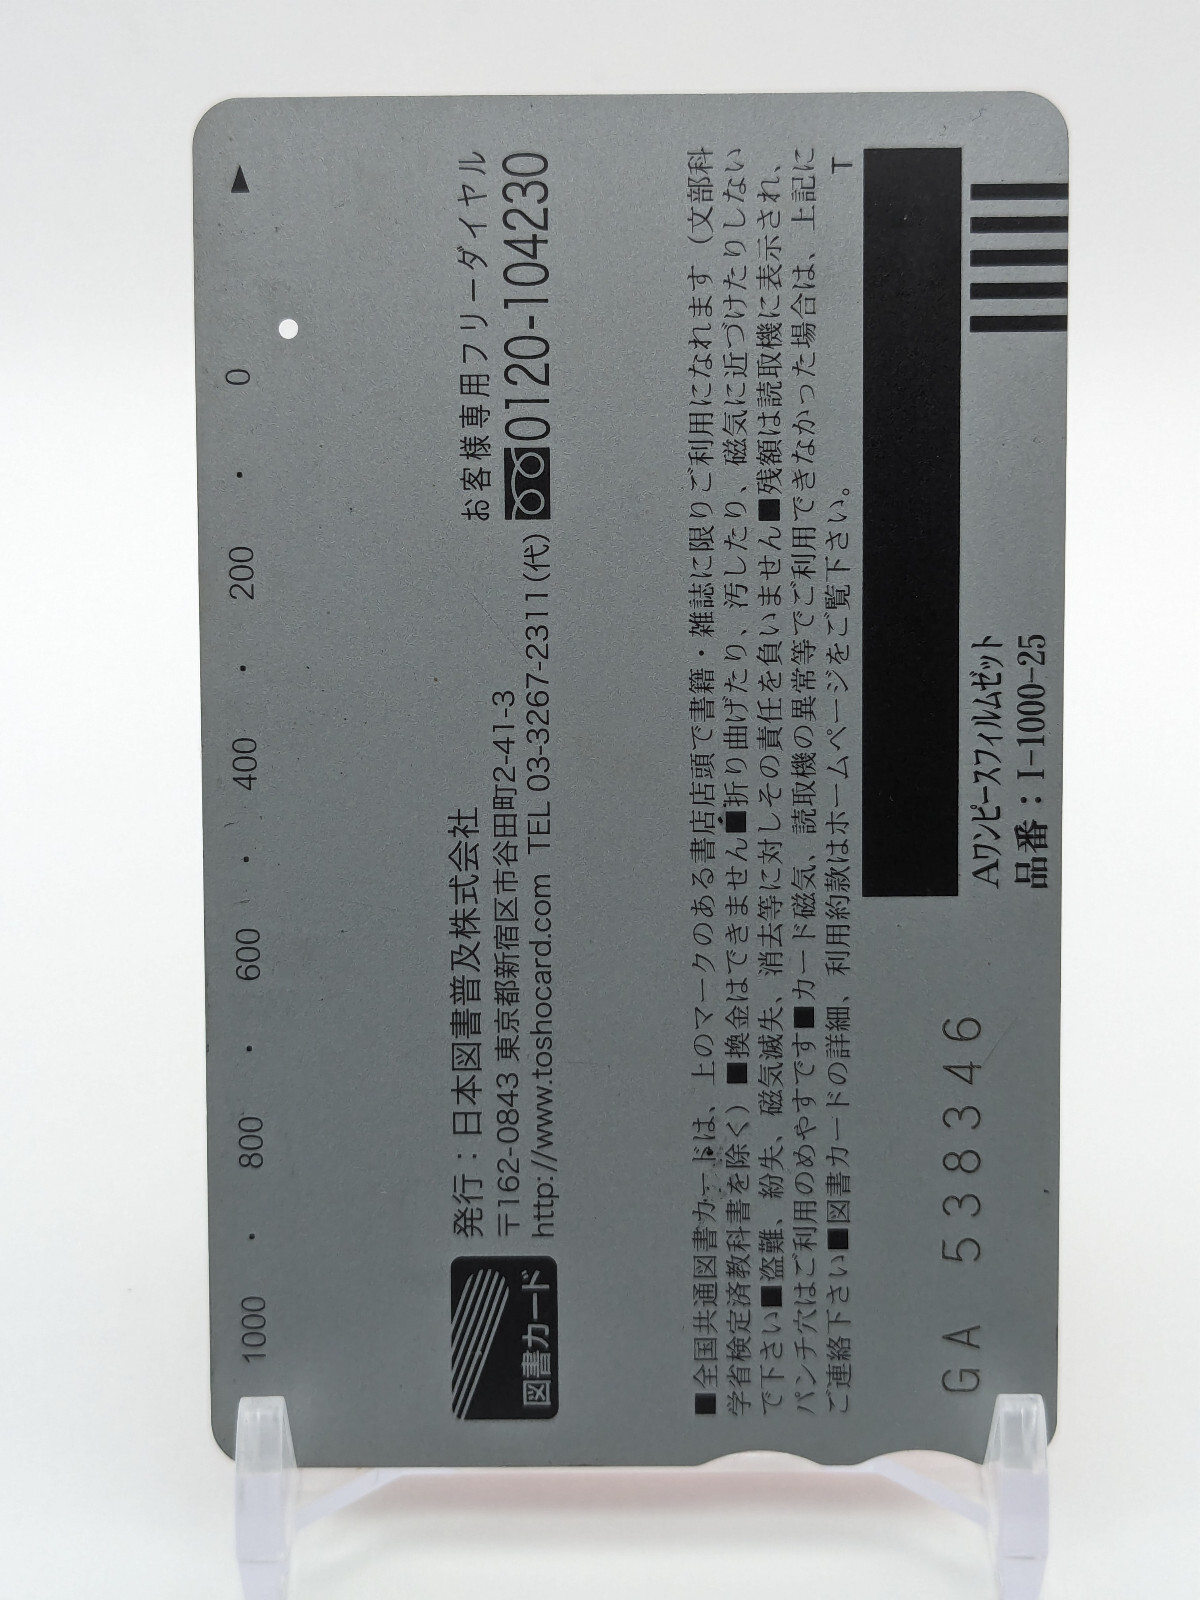 1000 ・ 800 ・ 600 ・ 400 ・ 200 ・ 0 ▶
図書カード
発行：日本図書普及株式会社
〒162-0843 東京都新宿区市谷田町2-41-3
http://www.toshocard.com TEL 03-3267-2311(代)
お客様専用フリーダイヤル
0120-104230
■全国共通図書カードは、上のマークのある書店店頭で書籍・雑誌に限りご利用になれます（文部科
学省検定済教科書を除く）■換金はできません■折り曲げたり、汚したり、磁気に近づけたりしない
で下さい■盗難、紛失、磁気滅失、消去等に対しその責任を負いません■残額は読取機に表示され、
パンチ穴はご利用のめやすです■カード磁気、読取機の異常等でご利用できなかった場合は、上記に
ご連絡下さい■図書カードの詳細、利用約款はホームページをご覧下さい。
T
GA 538346
Aワンピースフィルムゼット
品番：I-1000-25